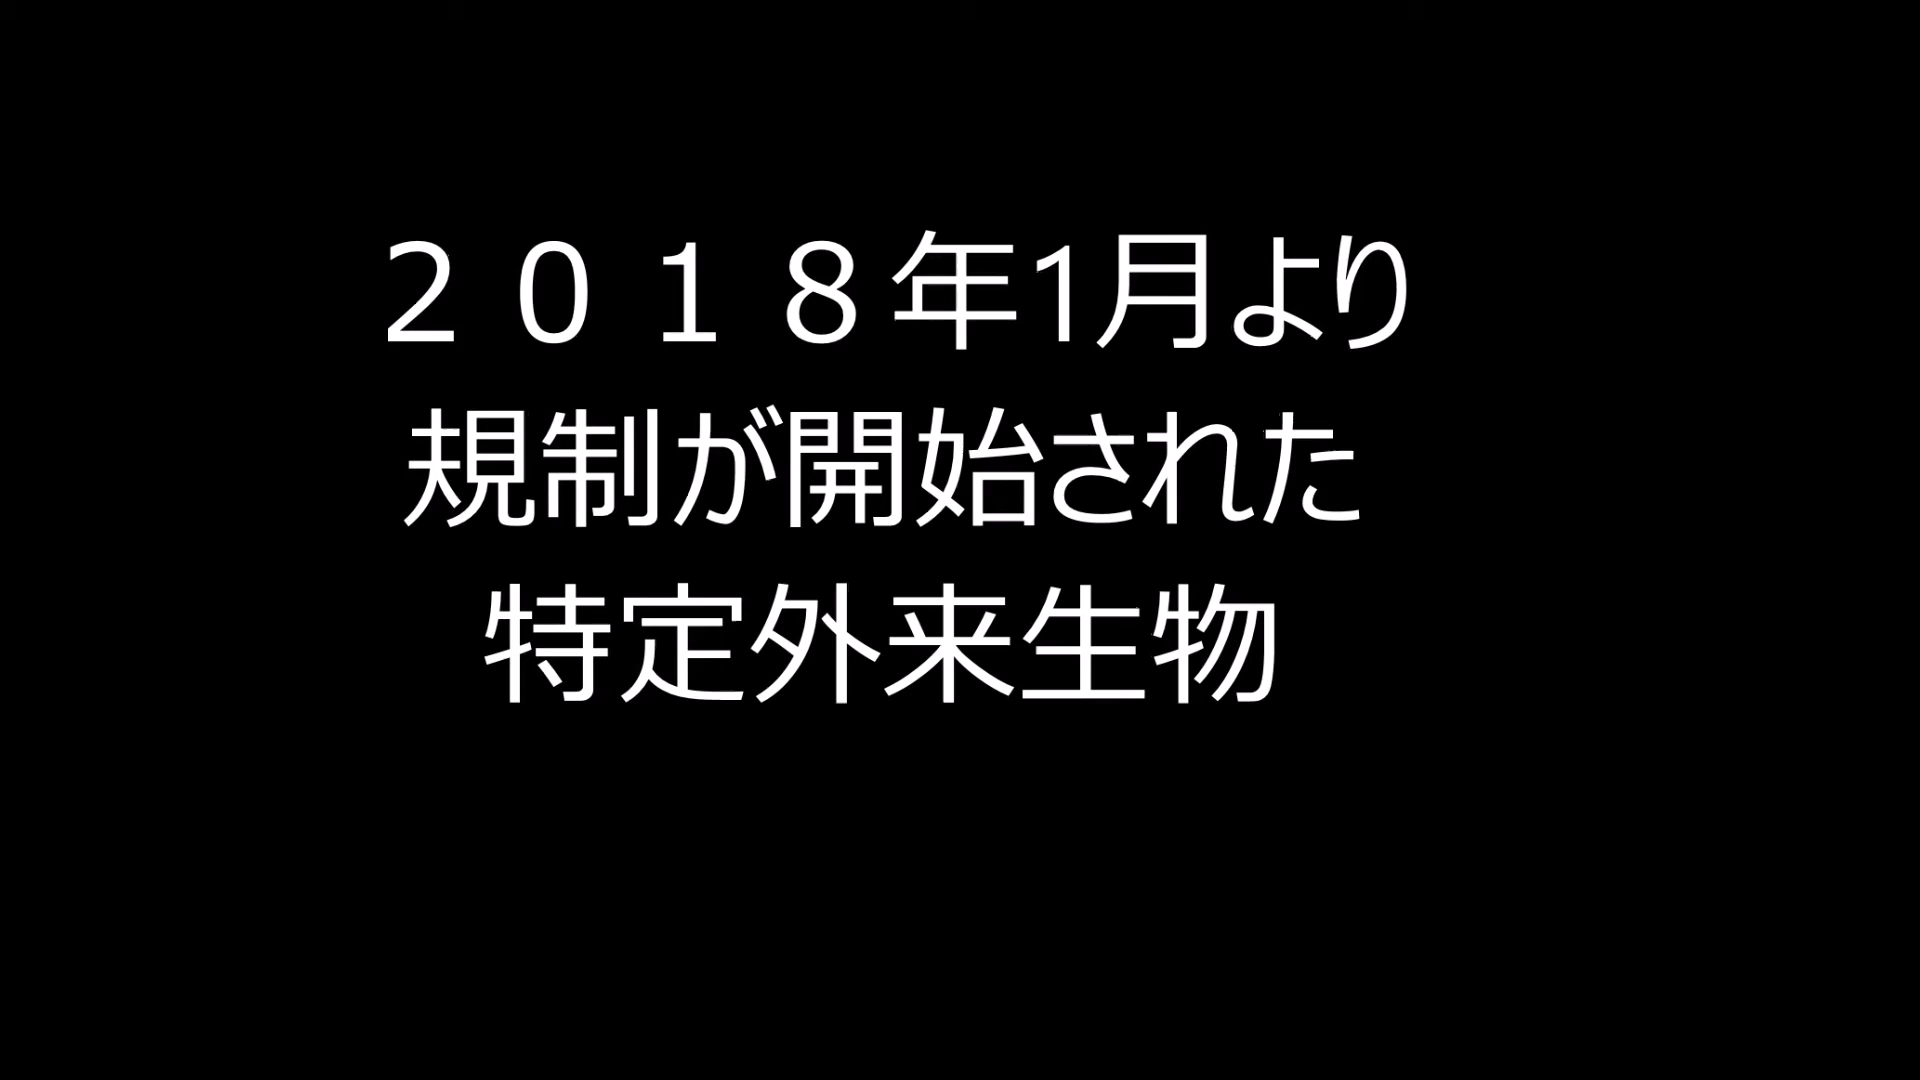 ２０１８年1月より
規制が開始された
特定外来生物